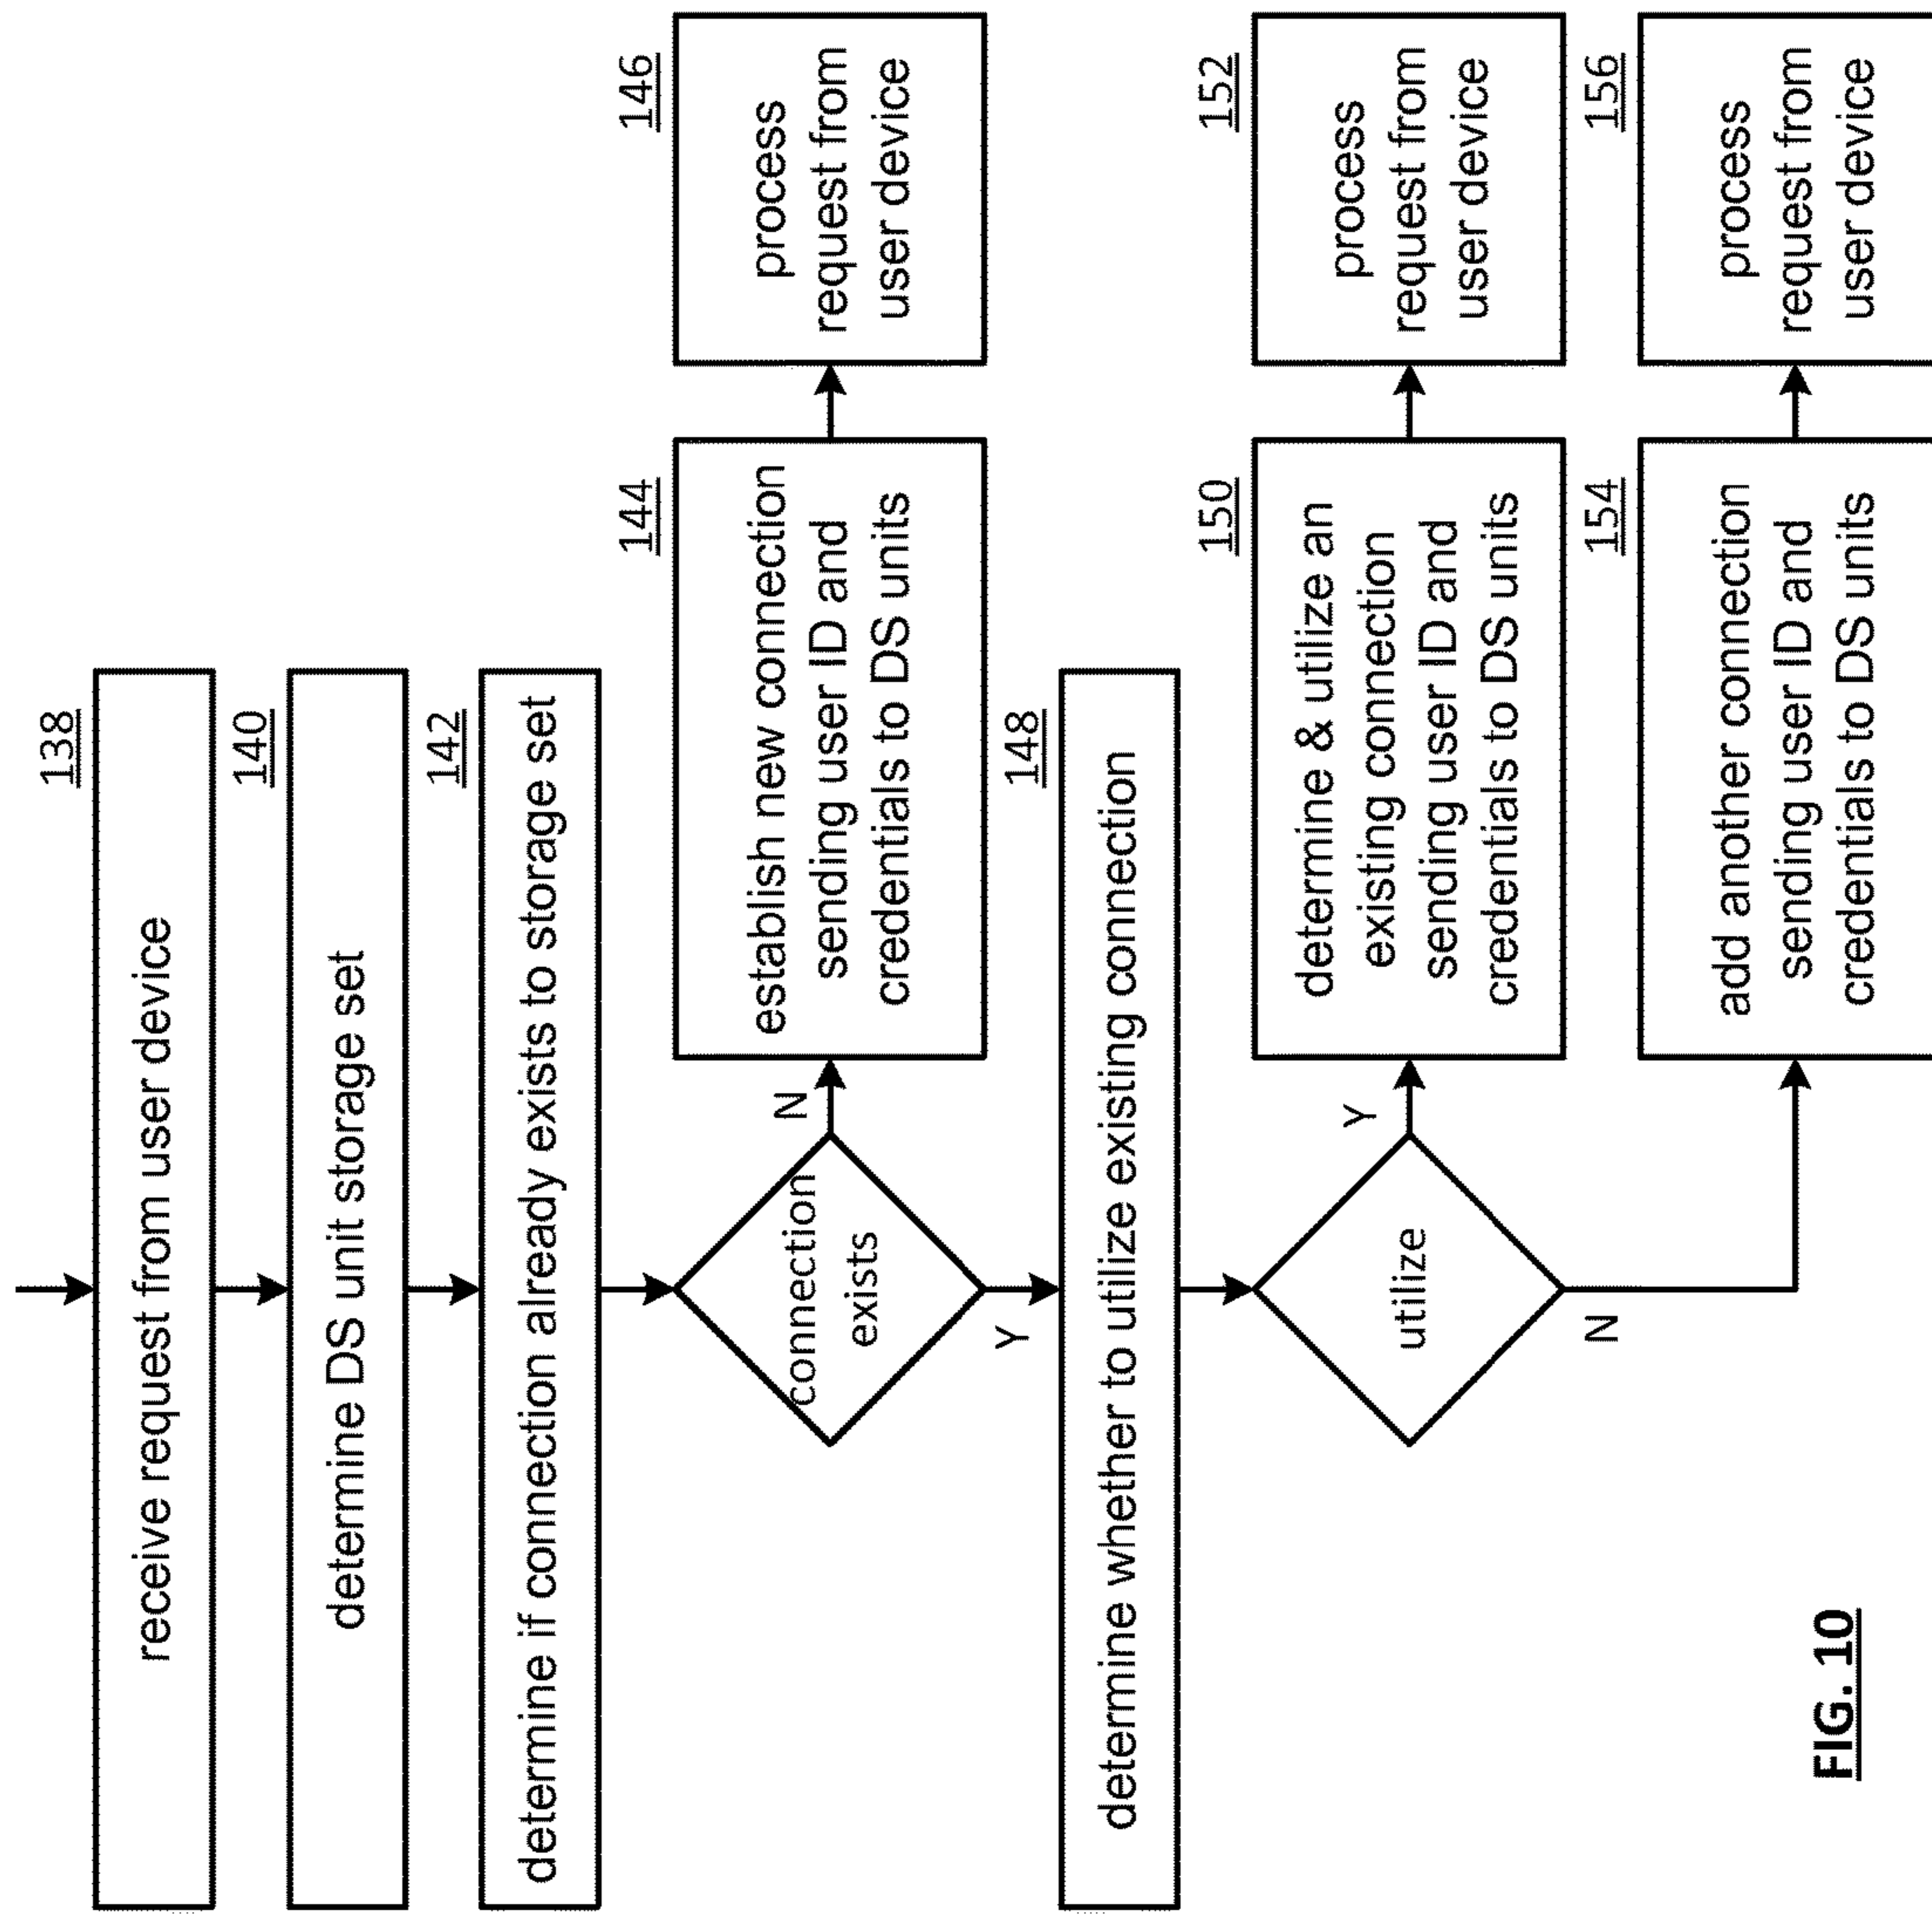 138
receive request from user device
140
determine DS unit storage set
142
determine if connection already exists to storage set
connection
exists
N
Y
144
establish new connection
sending user ID and
credentials to DS units
146
process
request from
user device
148
determine whether to utilize existing connection
utilize
Y
N
150
determine & utilize an
existing connection
sending user ID and
credentials to DS units
152
process
request from
user device
154
add another connection
sending user ID and
credentials to DS units
156
process
request from
user device
FIG. 10